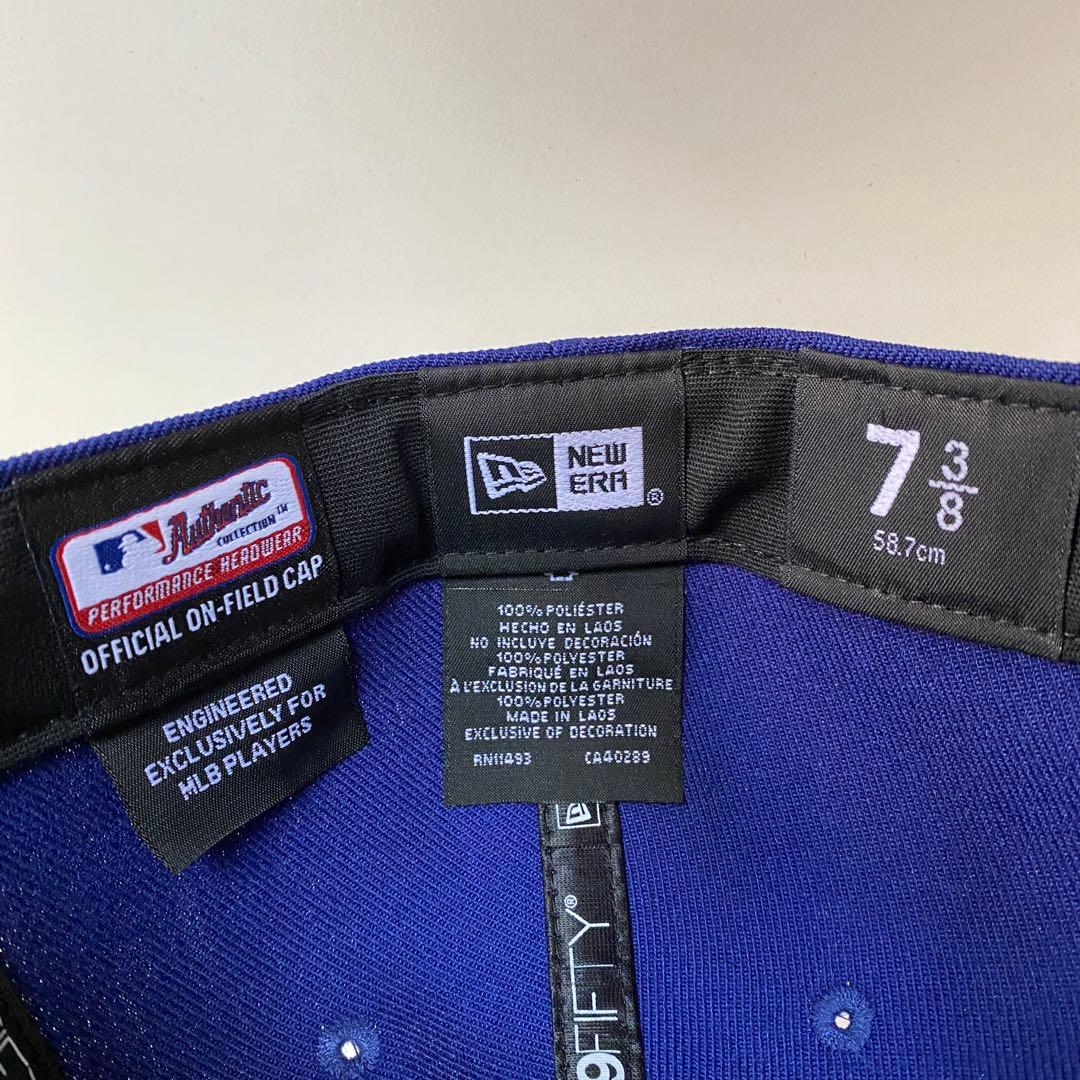 Authentic
COLLECTION™
PERFORMANCE HEADWEAR
OFFICIAL ON-FIELD CAP
ENGINEERED
EXCLUSIVELY FOR
MLB PLAYERS
NEW
ERA®
100% POLIÉSTER
HECHO EN LAOS
NO INCLUYE DECORACIÓN
100% POLYESTER
FABRIQUÉ EN LAOS
À L'EXCLUSION DE LA GARNITURE
100% POLYESTER
MADE IN LAOS
EXCLUSIVE OF DECORATION
RN11493 CA40289
7 3/8
58.7cm
9FIFTY®